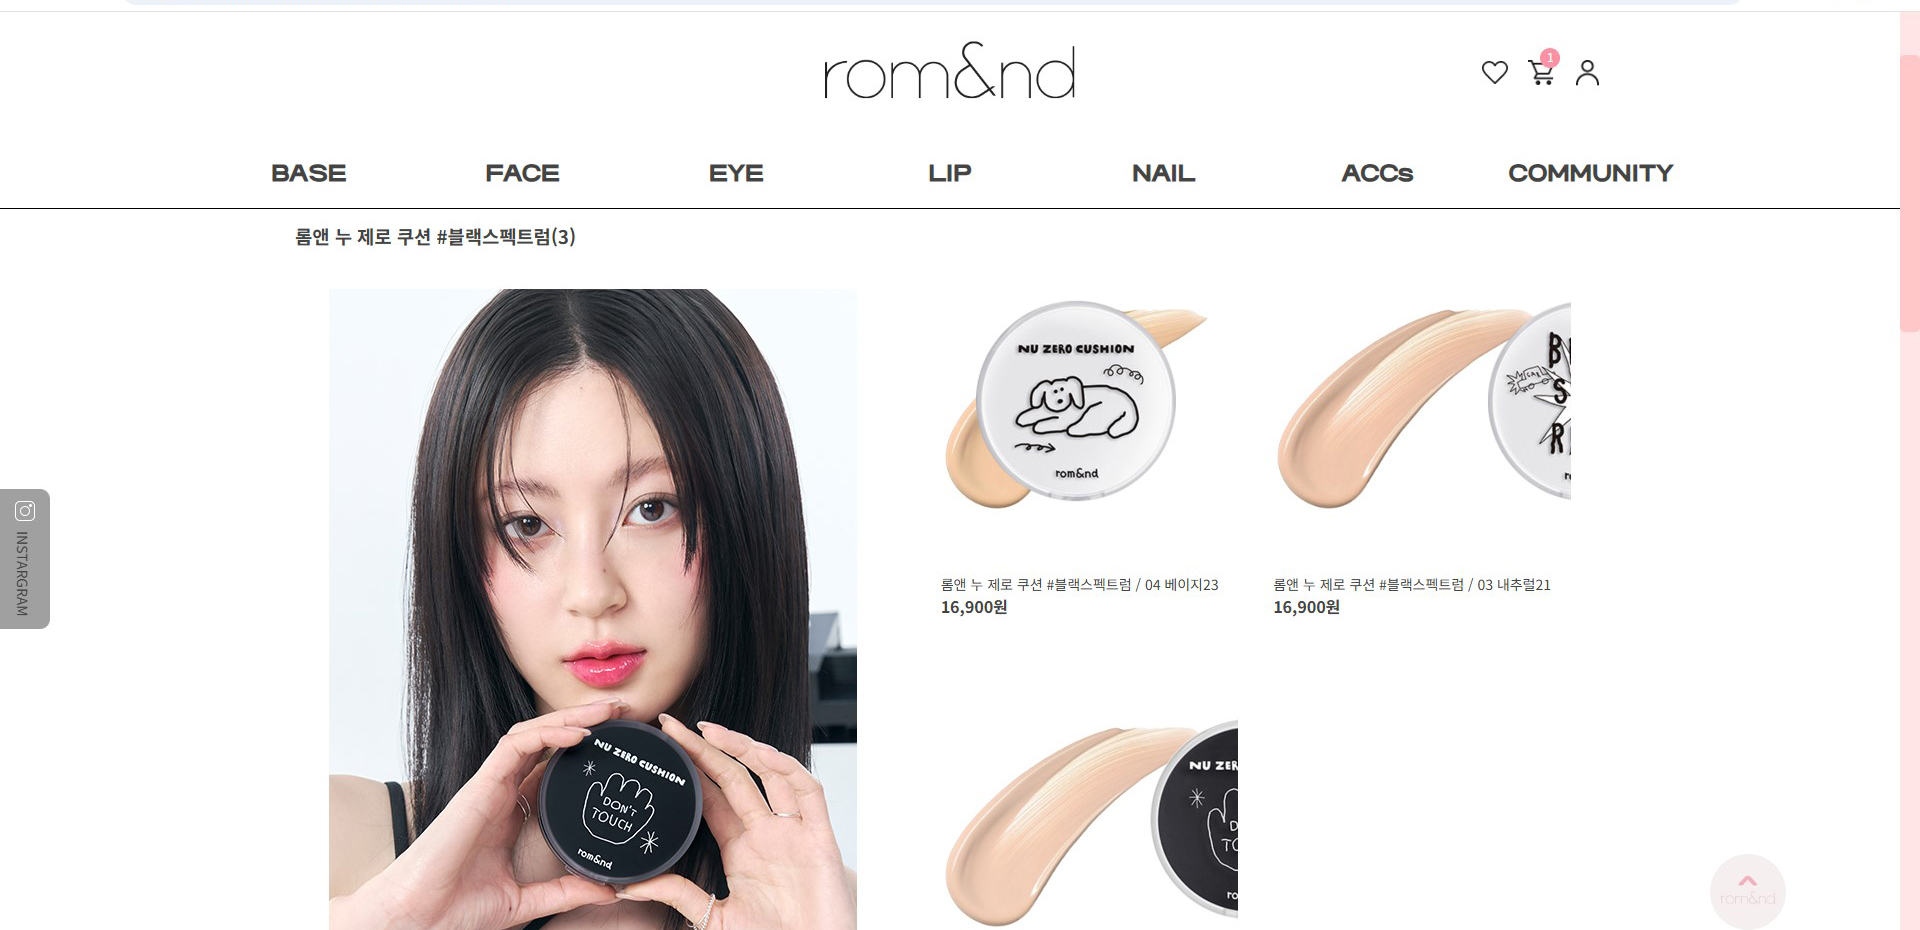 rom&nd
1
BASE FACE EYE LIP NAIL ACCs COMMUNITY
롬앤 누 제로 쿠션 #블랙스펙트럼(3)
INSTARGRAM
NU ZERO CUSHION
DON'T
TOUCH
rom&nd
NU ZERO CUSHION
rom&nd
MY CAR
롬앤 누 제로 쿠션 #블랙스펙트럼 / 04 베이지23
16,900원
롬앤 누 제로 쿠션 #블랙스펙트럼 / 03 내추럴21
16,900원
NU ZER
rom&nd